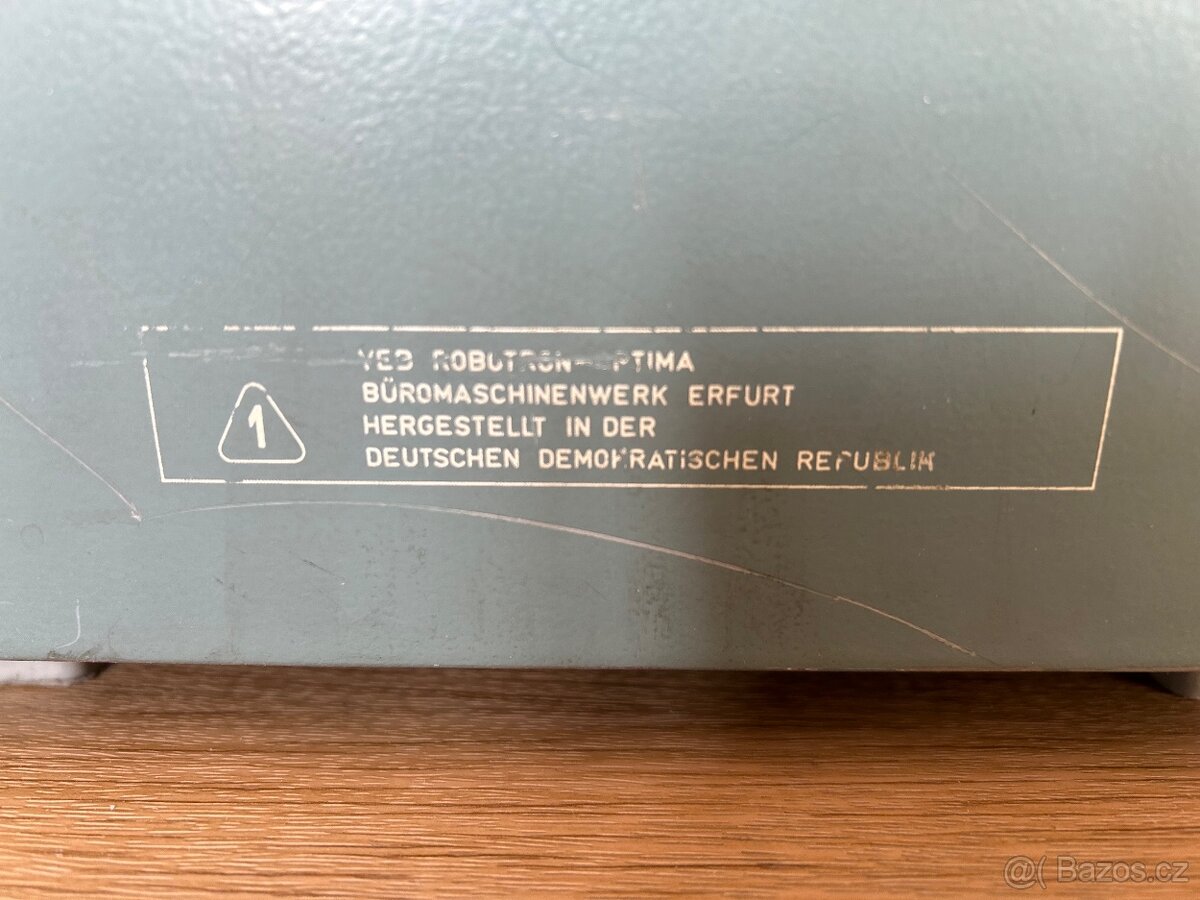 VEB ROBOTRON-OPTIMA
BÜROMASCHINENWERK ERFURT
1
HERGESTELLT IN DER
DEUTSCHEN DEMOKRATISCHEN REPUBLIK
@( Bazos.cz